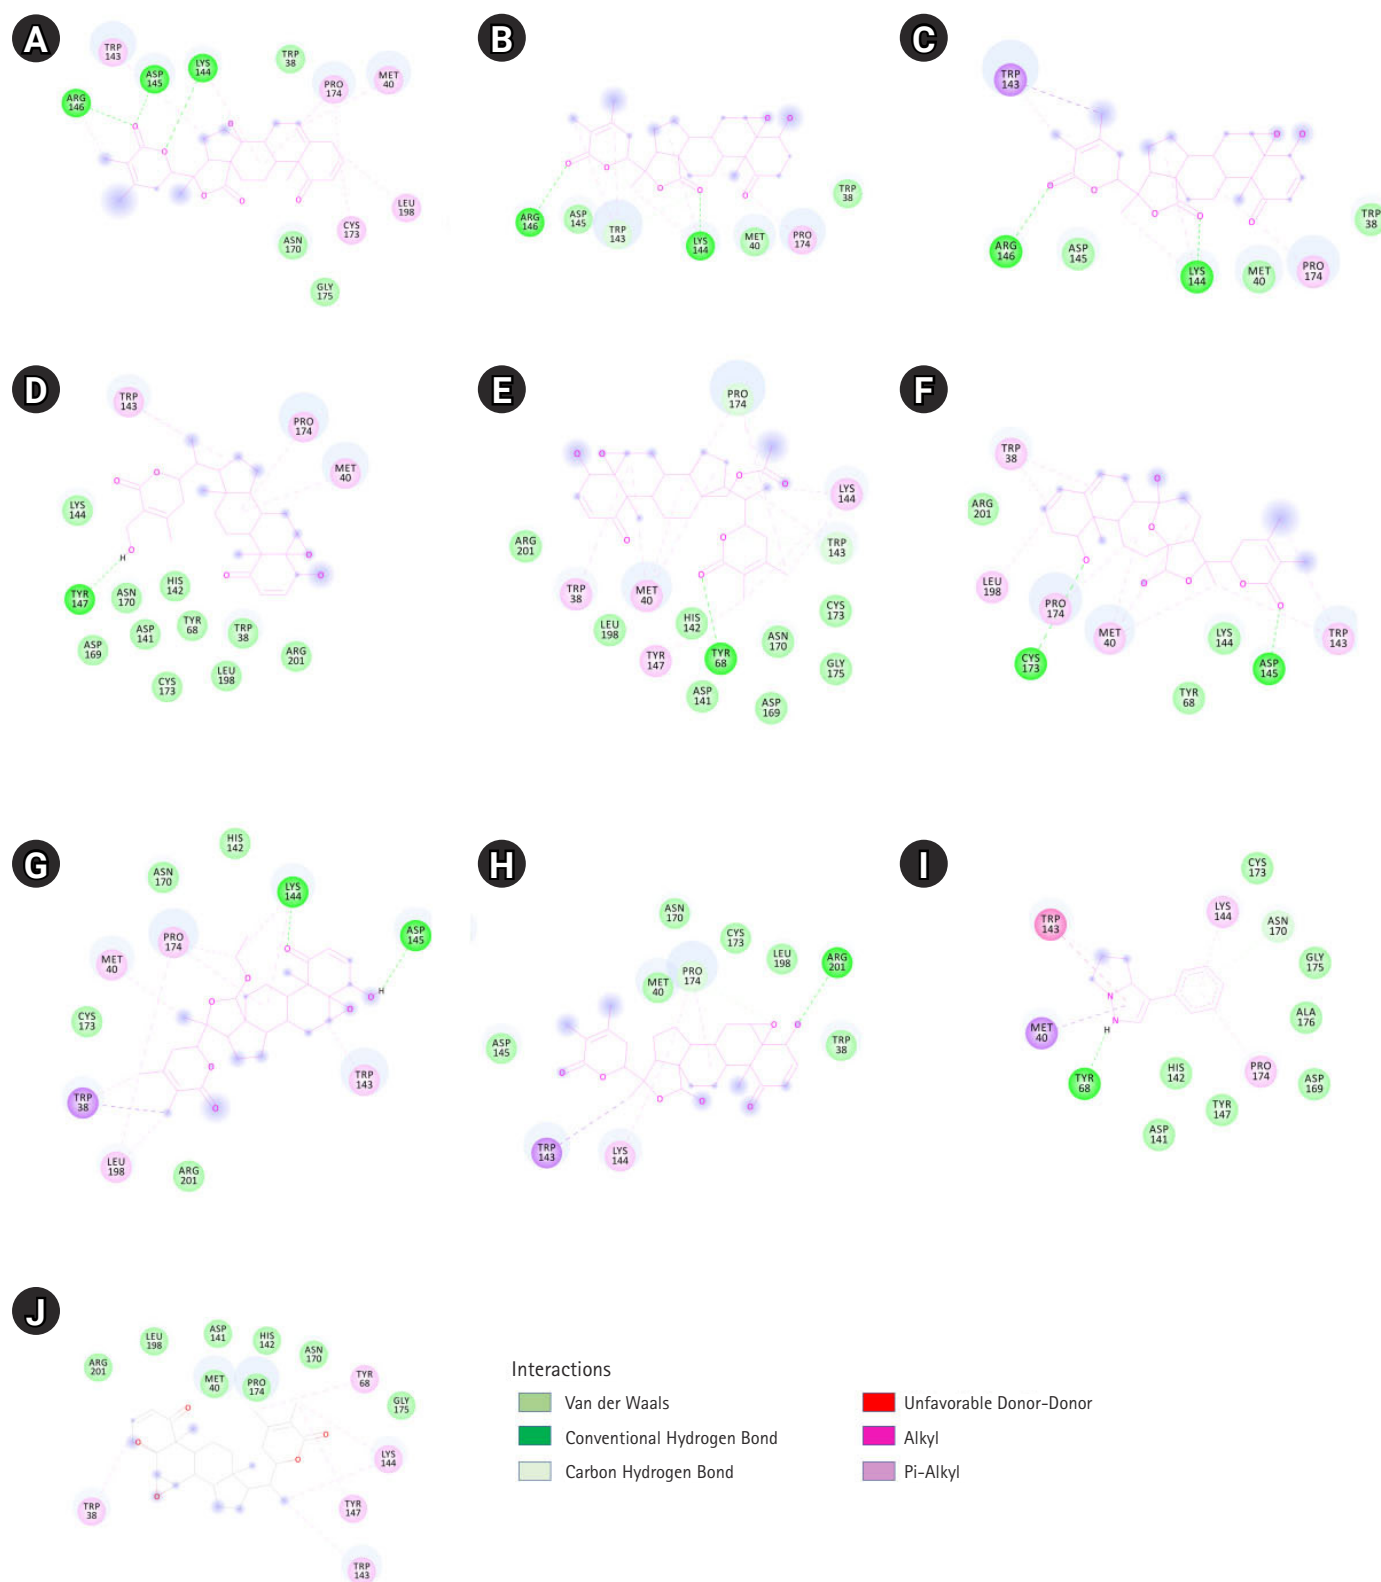 A
TRP
143
ASP
145
LYS
144
TRP
38
PRO
174
MET
40
ARG
146
O
O
O
O
O
O
LEU
198
CYS
173
ASN
170
GLY
175
B
O
O
O
O
O
O
O
TRP
38
ARG
146
ASP
145
TRP
143
LYS
144
MET
40
PRO
174
C
TRP
143
O
O
O
O
O
O
O
TRP
38
ARG
146
ASP
145
LYS
144
MET
40
PRO
174
D
TRP
143
PRO
174
MET
40
O
O
LYS
144
O
H
O
O
O
TYR
147
ASN
170
HIS
142
ASP
169
ASP
141
TYR
68
TRP
38
ARG
201
CYS
173
LEU
198
E
PRO
174
O
O
O
O
LYS
144
ARG
201
O
O
O
TRP
143
TRP
38
MET
40
LEU
198
HIS
142
CYS
173
TYR
147
TYR
68
ASN
170
GLY
175
ASP
141
ASP
169
F
TRP
38
ARG
201
O
O
O
O
O
O
O
LEU
198
PRO
174
MET
40
LYS
144
TRP
143
CYS
173
ASP
145
TYR
68
G
HIS
142
ASN
170
LYS
144
ASP
145
PRO
174
MET
40
O
O
H
O
O
O
CYS
173
O
O
TRP
143
TRP
38
LEU
198
ARG
201
H
ASN
170
CYS
173
LEU
198
ARG
201
MET
40
PRO
174
ASP
145
O
O
TRP
38
O
O
O
O
O
TRP
143
LYS
144
I
CYS
173
TRP
143
LYS
144
ASN
170
GLY
175
N
N
H
MET
40
ALA
176
TYR
68
HIS
142
PRO
174
ASP
169
TYR
147
ASP
141
J
ARG
201
LEU
198
ASP
141
HIS
142
ASN
170
MET
40
PRO
174
TYR
68
GLY
175
O
O
O
O
O
LYS
144
TRP
38
TYR
147
TRP
143
Interactions
Van der Waals
Conventional Hydrogen Bond
Carbon Hydrogen Bond
Unfavorable Donor-Donor
Alkyl
Pi-Alkyl